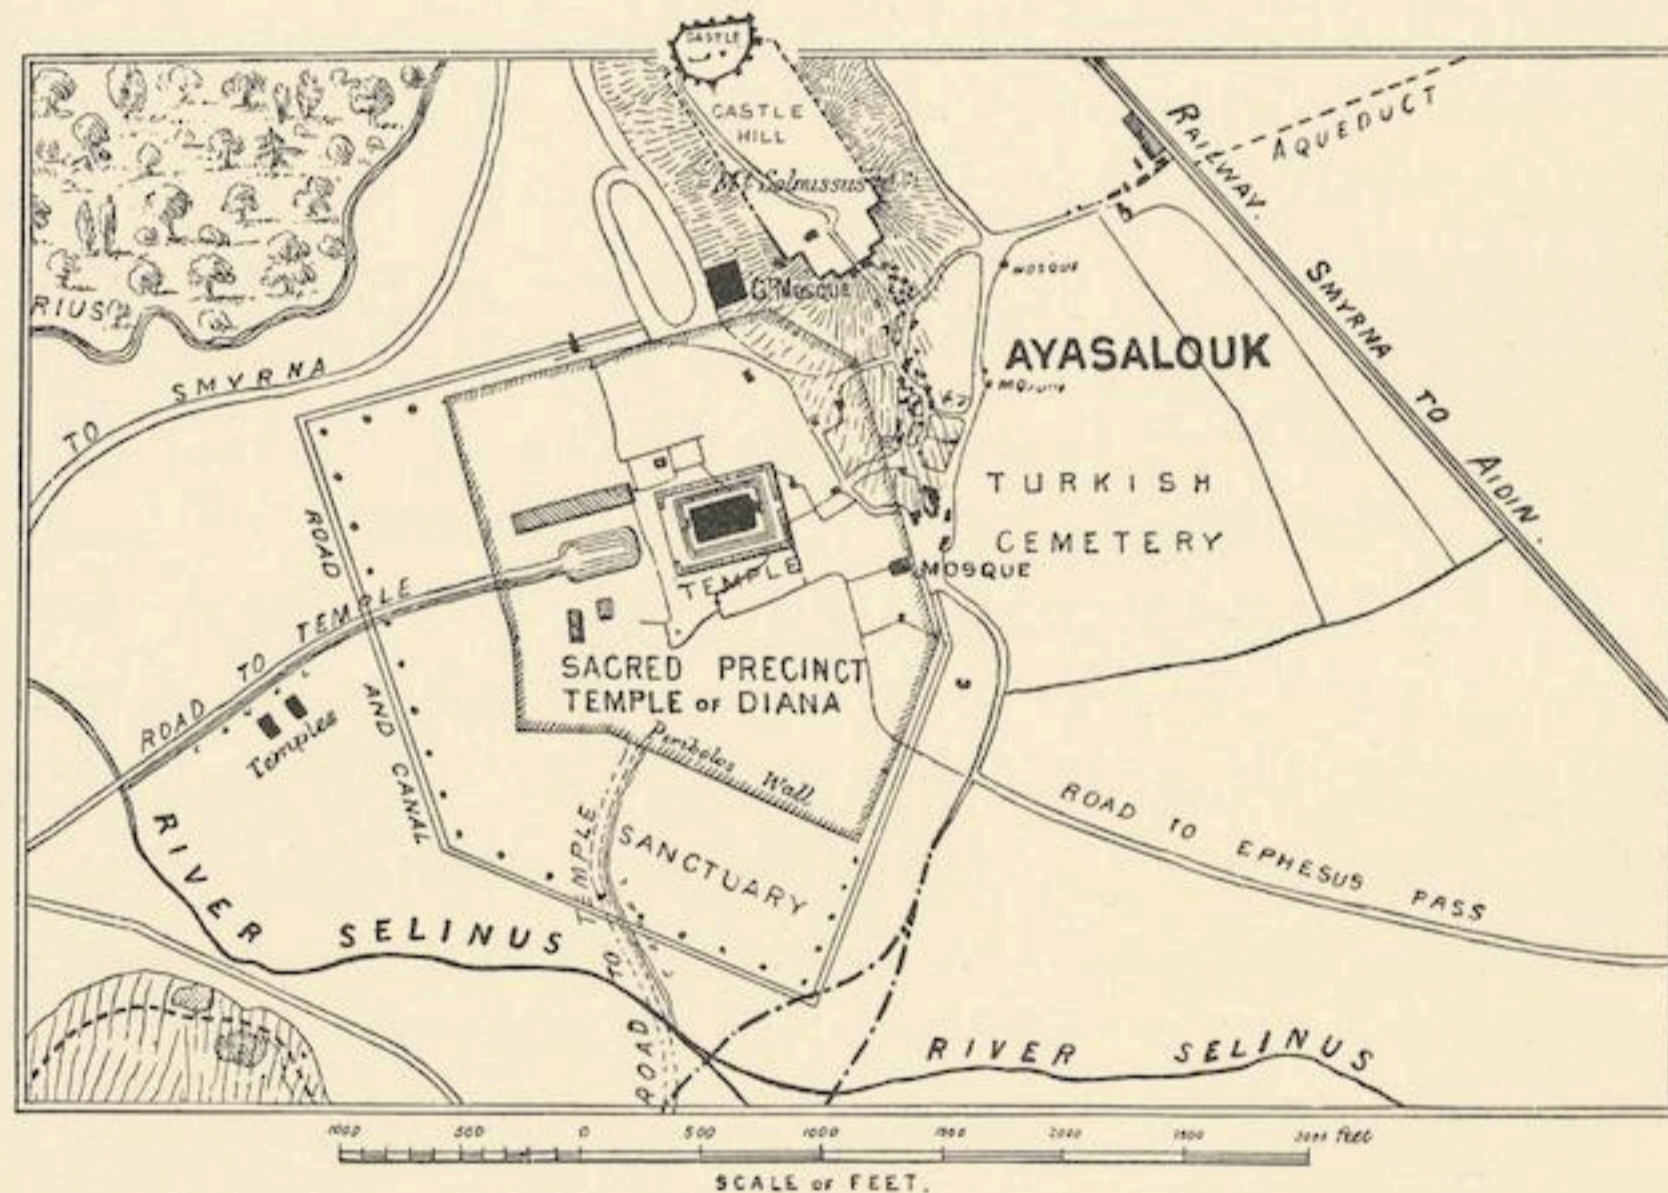 CASTLE
CASTLE
HILL
Mt Solmissus
RAILWAY.
SMYRNA
TO
AIDIN.
AQUEDUCT
RIUS
TO SMYRNA
Gt Mosque
MOSQUE
AYASALOUK
TURKISH
CEMETERY
MOSQUE
TEMPLE
ROAD
AND CANAL
ROAD TO TEMPLE
Temples
SACRED PRECINCT
TEMPLE OF DIANA
Peribolos Wall
SANCTUARY
ROAD TO TEMPLE
ROAD TO EPHESUS PASS
RIVER SELINUS
RIVER SELINUS
1000 500 0 500 1000 1500 2000 3000 feet
SCALE OF FEET.